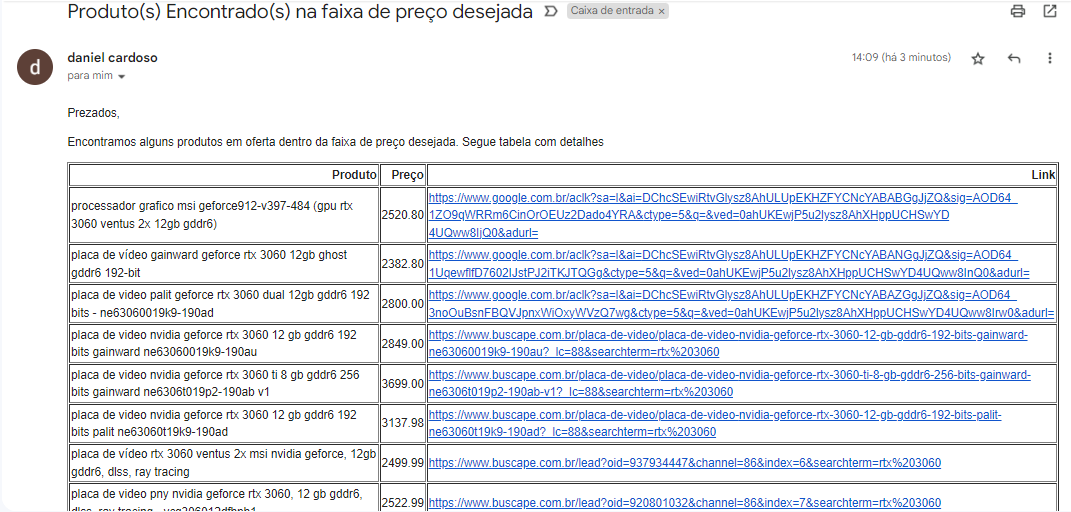 Produto(s) Encontrado(s) na faixa de preço desejada Caixa de entrada ×
daniel cardoso
14:09 (há 3 minutos)
para mim
d
Prezados,
Encontramos alguns produtos em oferta dentro da faixa de preço desejada. Segue tabela com detalhes
Produto Preço Link
processador grafico msi geforce912-v397-484 (gpu rtx
3060 ventus 2x 12gb gddr6)
2520.80
https://www.google.com.br/aclk?sa=l&ai=DChcSEwiRtvGlysz8AhULUpEKHZFYCNcYABABGgJjZQ&sig=AOD64_
1ZO9qWRRm6CinOrOEUz2Dado4YRA&ctype=5&q=&ved=0ahUKEwjP5u2lysz8AhXHppUCHSwYD
4UQww8IjQ0&adurl=
placa de vídeo gainward geforce rtx 3060 12gb ghost
gddr6 192-bit
2382.80
https://www.google.com.br/aclk?sa=l&ai=DChcSEwiRtvGlysz8AhULUpEKHZFYCNcYABANGgJjZQ&sig=AOD64_
1UqewflfD7602IJstPJ2iTKJTQGg&ctype=5&q=&ved=0ahUKEwjP5u2lysz8AhXHppUCHSwYD4UQww8InQ0&adurl=
placa de video palit geforce rtx 3060 dual 12gb gddr6 192
bits - ne63060019k9-190ad
2800.00
https://www.google.com.br/aclk?sa=l&ai=DChcSEwiRtvGlysz8AhULUpEKHZFYCNcYABAZGgJjZQ&sig=AOD64_
3noOuBsnFBQVJpnxWiOxyWVzQ7wg&ctype=5&q=&ved=0ahUKEwjP5u2lysz8AhXHppUCHSwYD4UQww8Irw0&adurl=
placa de video nvidia geforce rtx 3060 12 gb gddr6 192
bits gainward ne63060019k9-190au
2849.00
https://www.buscape.com.br/placa-de-video/placa-de-video-nvidia-geforce-rtx-3060-12-gb-gddr6-192-bits-gainward-
ne63060019k9-190au?_lc=88&searchterm=rtx%203060
placa de video nvidia geforce rtx 3060 ti 8 gb gddr6 256
bits gainward ne6306t019p2-190ab v1
3699.00
https://www.buscape.com.br/placa-de-video/placa-de-video-nvidia-geforce-rtx-3060-ti-8-gb-gddr6-256-bits-gainward-
ne6306t019p2-190ab-v1?_lc=88&searchterm=rtx%203060
placa de video nvidia geforce rtx 3060 12 gb gddr6 192
bits palit ne63060t19k9-190ad
3137.98
https://www.buscape.com.br/placa-de-video/placa-de-video-nvidia-geforce-rtx-3060-12-gb-gddr6-192-bits-palit-
ne63060t19k9-190ad?_lc=88&searchterm=rtx%203060
placa de vídeo rtx 3060 ventus 2x msi nvidia geforce, 12gb
gddr6, dlss, ray tracing
2499.99
https://www.buscape.com.br/lead?oid=937934447&channel=86&index=6&searchterm=rtx%203060
placa de video pny nvidia geforce rtx 3060, 12 gb gddr6,
dlss, ray tracing -
2522.99
https://www.buscape.com.br/lead?oid=920801032&channel=86&index=7&searchterm=rtx%203060